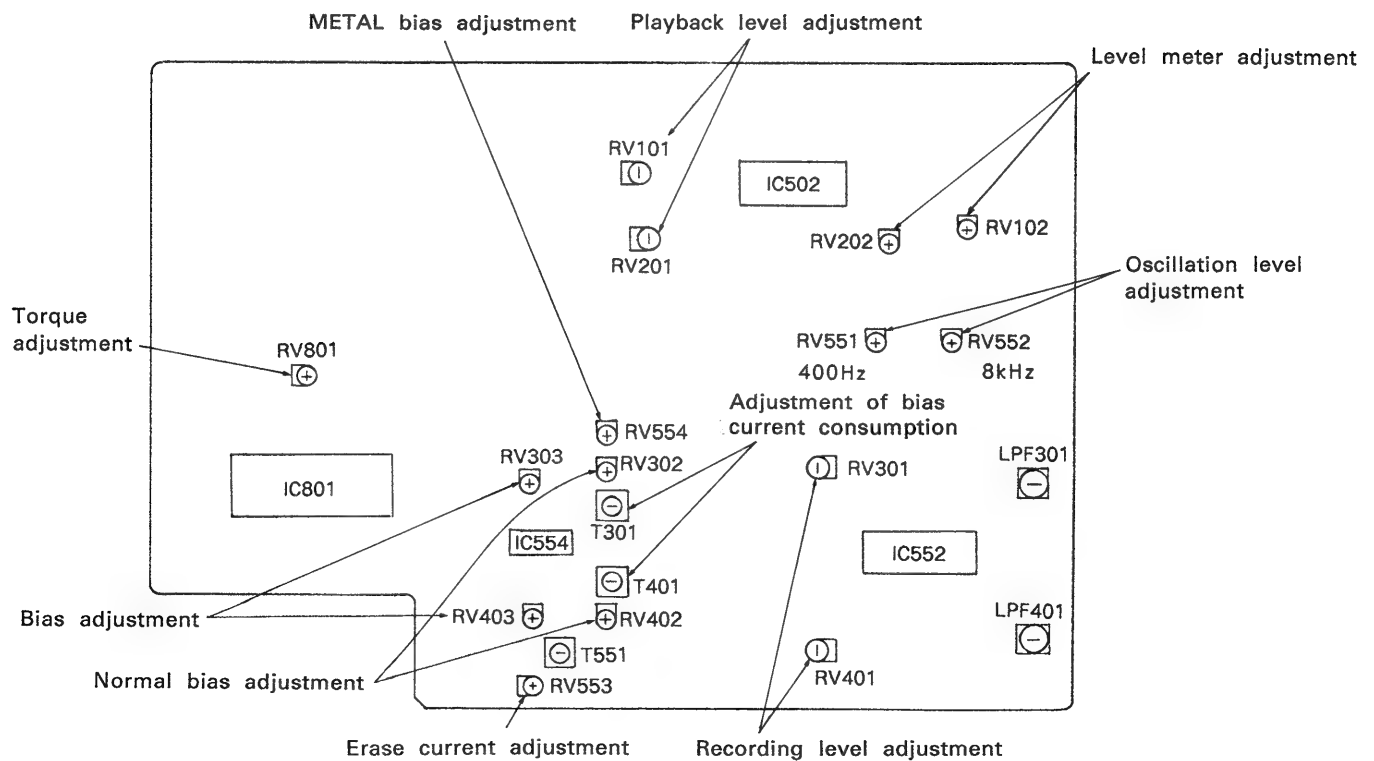 METAL bias adjustment
Playback level adjustment
Level meter adjustment
RV101
IC502
RV202
RV102
RV201
Oscillation level
adjustment
Torque
adjustment
RV801
RV551
RV552
400Hz
8kHz
Adjustment of bias
current consumption
RV554
RV303
RV302
RV301
LPF301
IC801
T301
IC554
IC552
T401
LPF401
Bias adjustment
RV403
RV402
T551
RV401
Normal bias adjustment
RV553
Erase current adjustment
Recording level adjustment